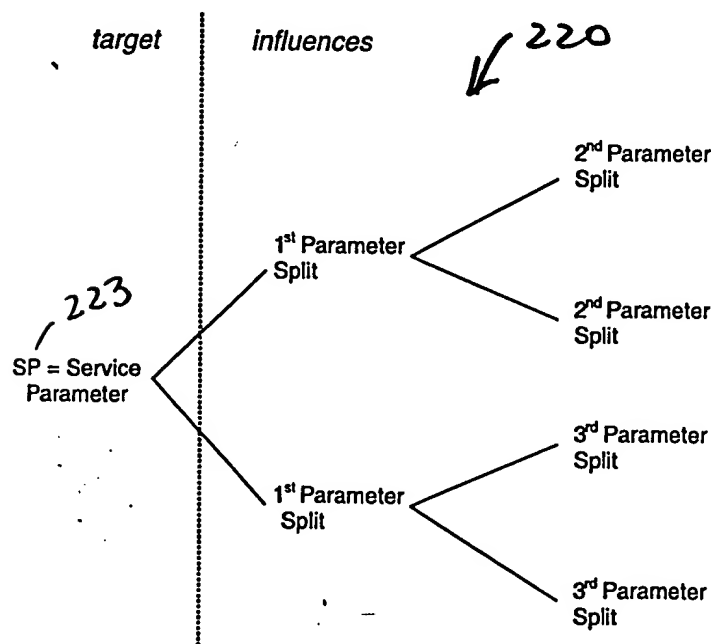 target
influences
220
2nd Parameter
Split
1st Parameter
Split
2nd Parameter
Split
223
SP = Service
Parameter
3rd Parameter
Split
1st Parameter
Split
3rd Parameter
Split